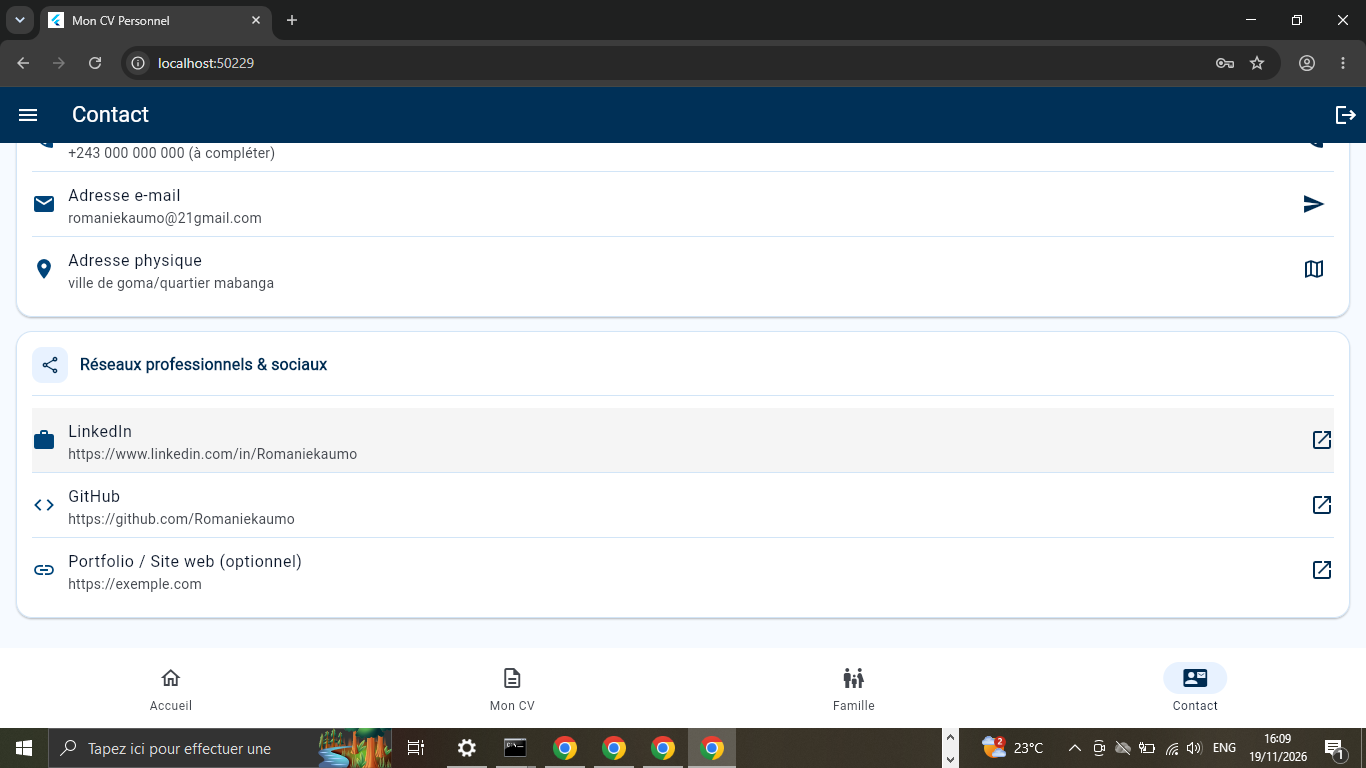 Mon CV Personnel
localhost:50229
Contact
+243 000 000 000 (à compléter)
Adresse e-mail
romaniekaumo@21gmail.com
Adresse physique
ville de goma/quartier mabanga
Réseaux professionnels & sociaux
LinkedIn
https://www.linkedin.com/in/Romaniekaumo
GitHub
https://github.com/Romaniekaumo
Portfolio / Site web (optionnel)
https://exemple.com
Accueil
Mon CV
Famille
Contact
Tapez ici pour effectuer une
2
23°C
ENG
16:09
19/11/2026
1